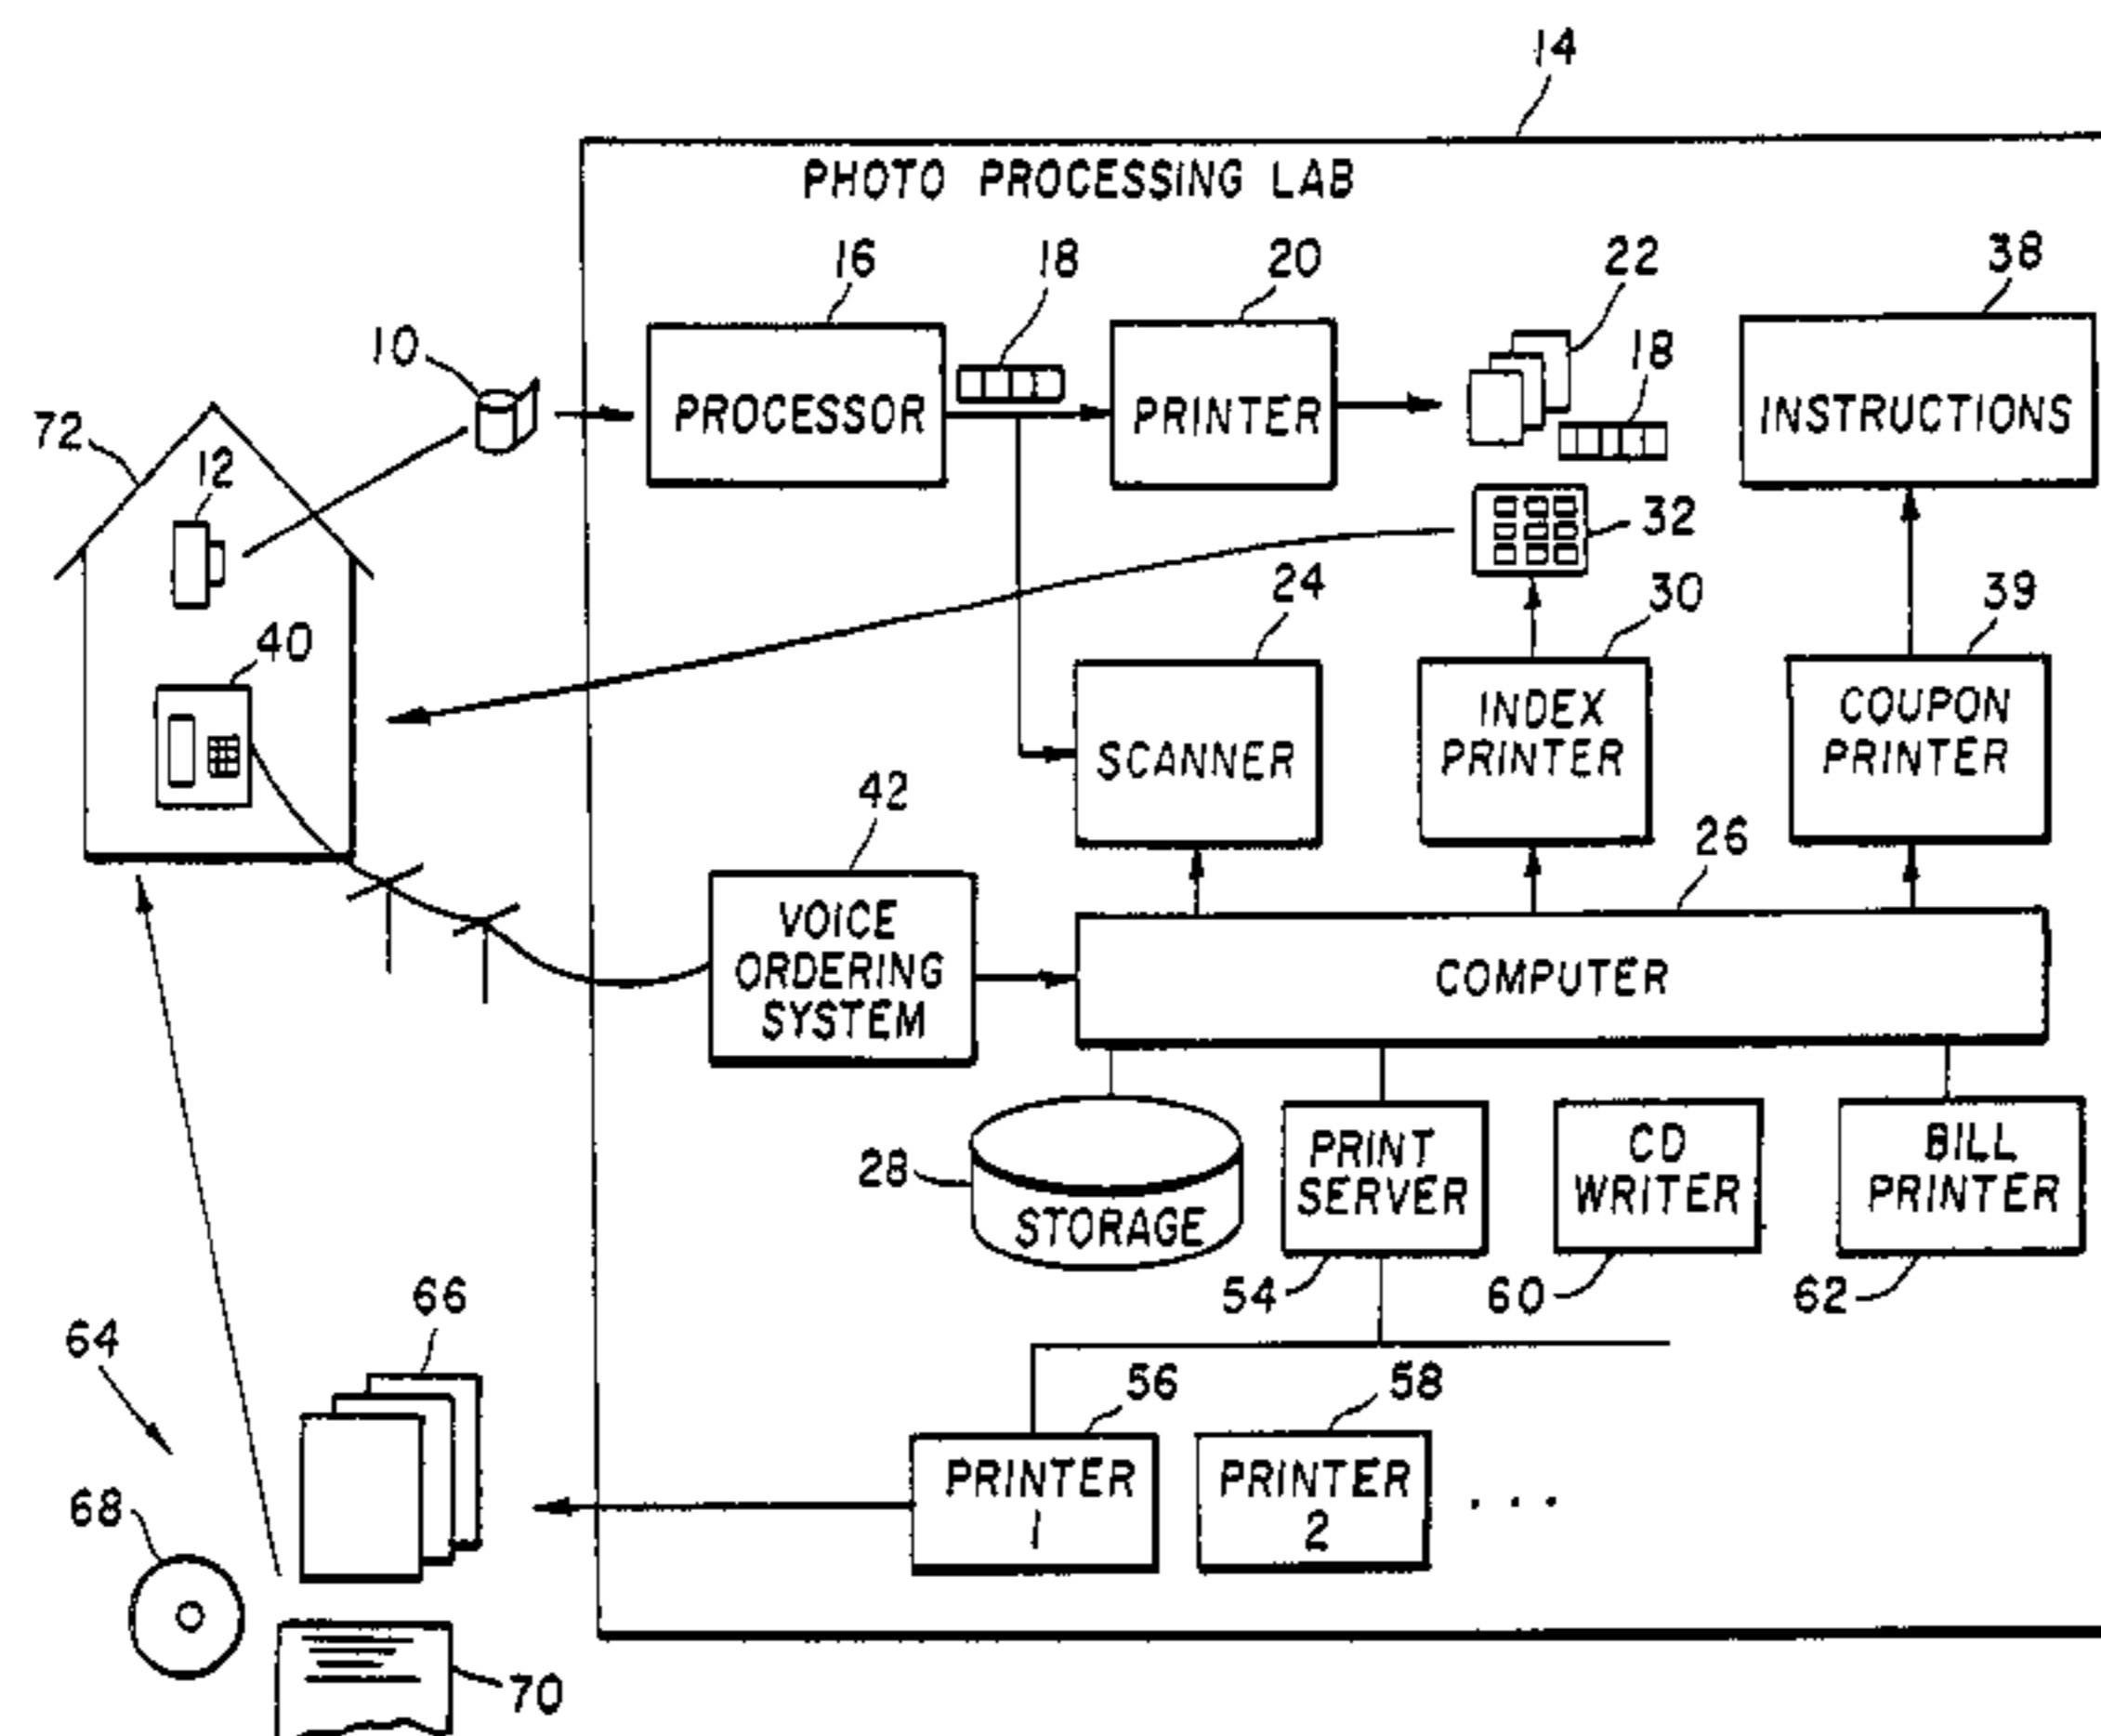 14
PHOTO PROCESSING LAB
16
18
20
22
38
10
PROCESSOR
PRINTER
18
INSTRUCTIONS
72
12
32
24
30
39
40
SCANNER
INDEX
PRINTER
COUPON
PRINTER
42
26
VOICE
ORDERING
SYSTEM
COMPUTER
28
STORAGE
PRINT
SERVER
CD
WRITER
BILL
PRINTER
54
60
62
64
66
56
58
PRINTER
1
PRINTER
2
. . .
68
70